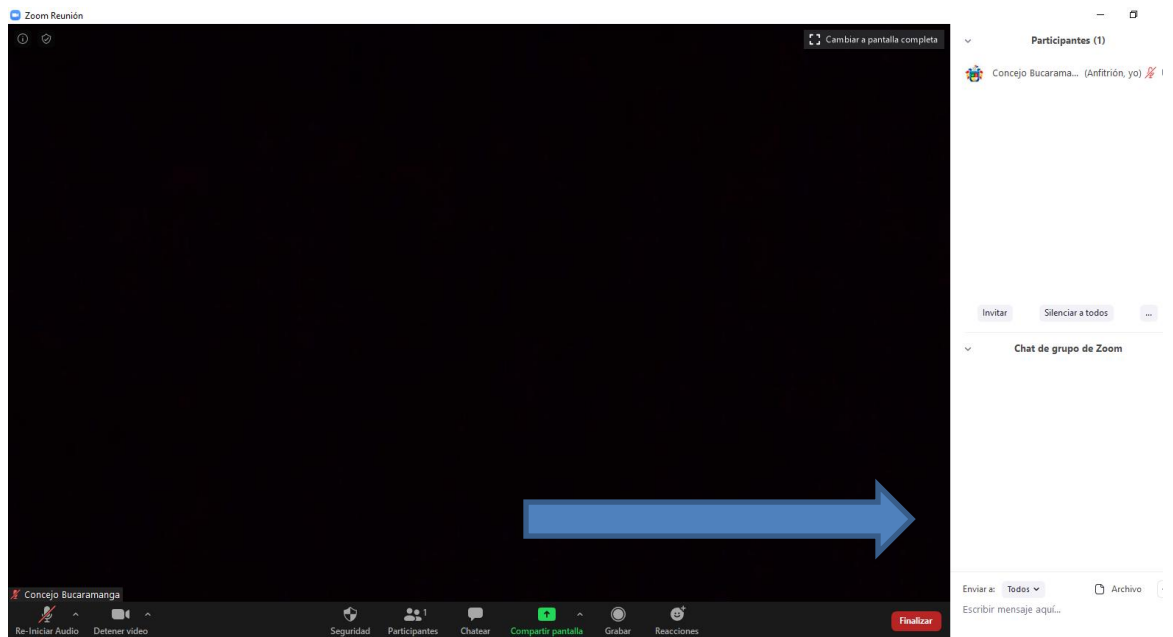 Zoom Reunión
Cambiar a pantalla completa
Participantes (1)
Concejo Bucarama... (Anfitrión, yo)
Invitar
Silenciar a todos
...
Chat de grupo de Zoom
Enviar a: Todos
Archivo
Escribir mensaje aquí...
Concejo Bucaramanga
Re-Iniciar Audio
Detener video
Seguridad
1
Participantes
Chatear
Compartir pantalla
Grabar
Reacciones
Finalizar